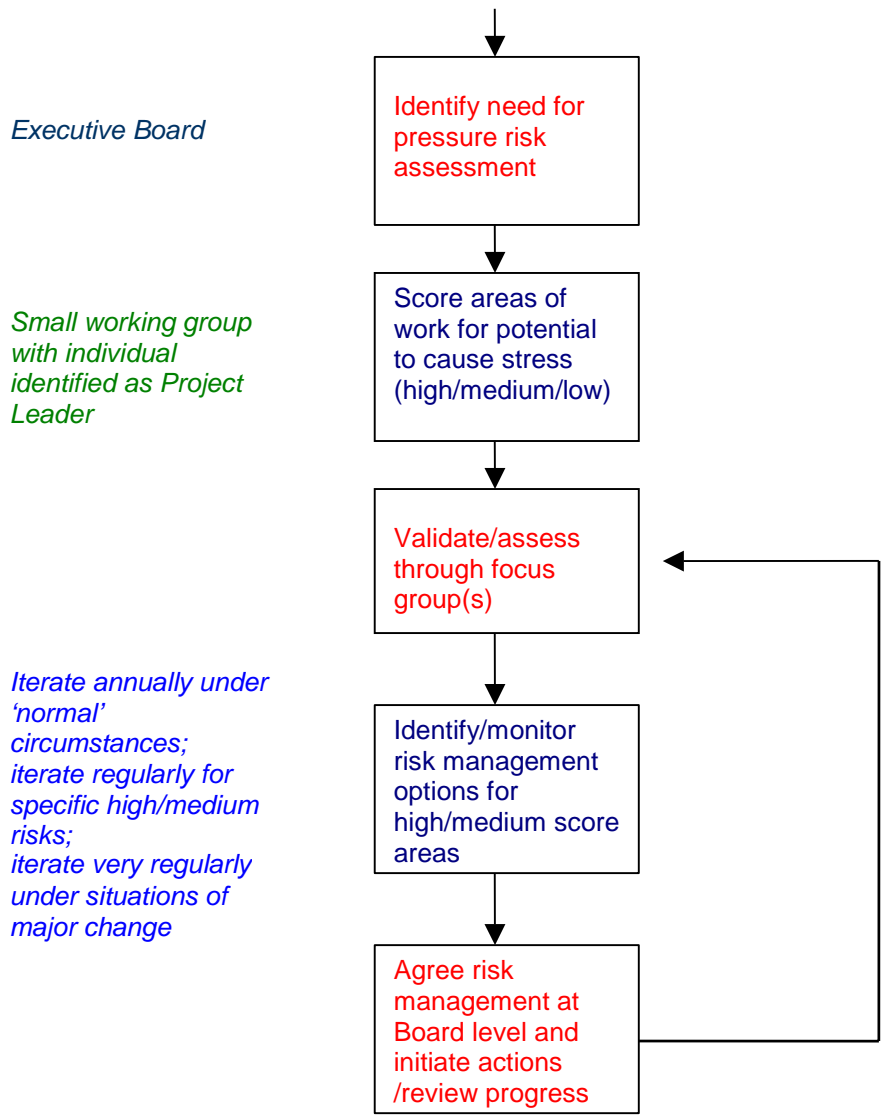 Executive Board
Identify need for
pressure risk
assessment
Small working group
with individual
identified as Project
Leader
Score areas of
work for potential
to cause stress
(high/medium/low)
Validate/assess
through focus
group(s)
Iterate annually under
‘normal’
circumstances;
iterate regularly for
specific high/medium
risks;
iterate very regularly
under situations of
major change
Identify/monitor
risk management
options for
high/medium score
areas
Agree risk
management at
Board level and
initiate actions
/review progress